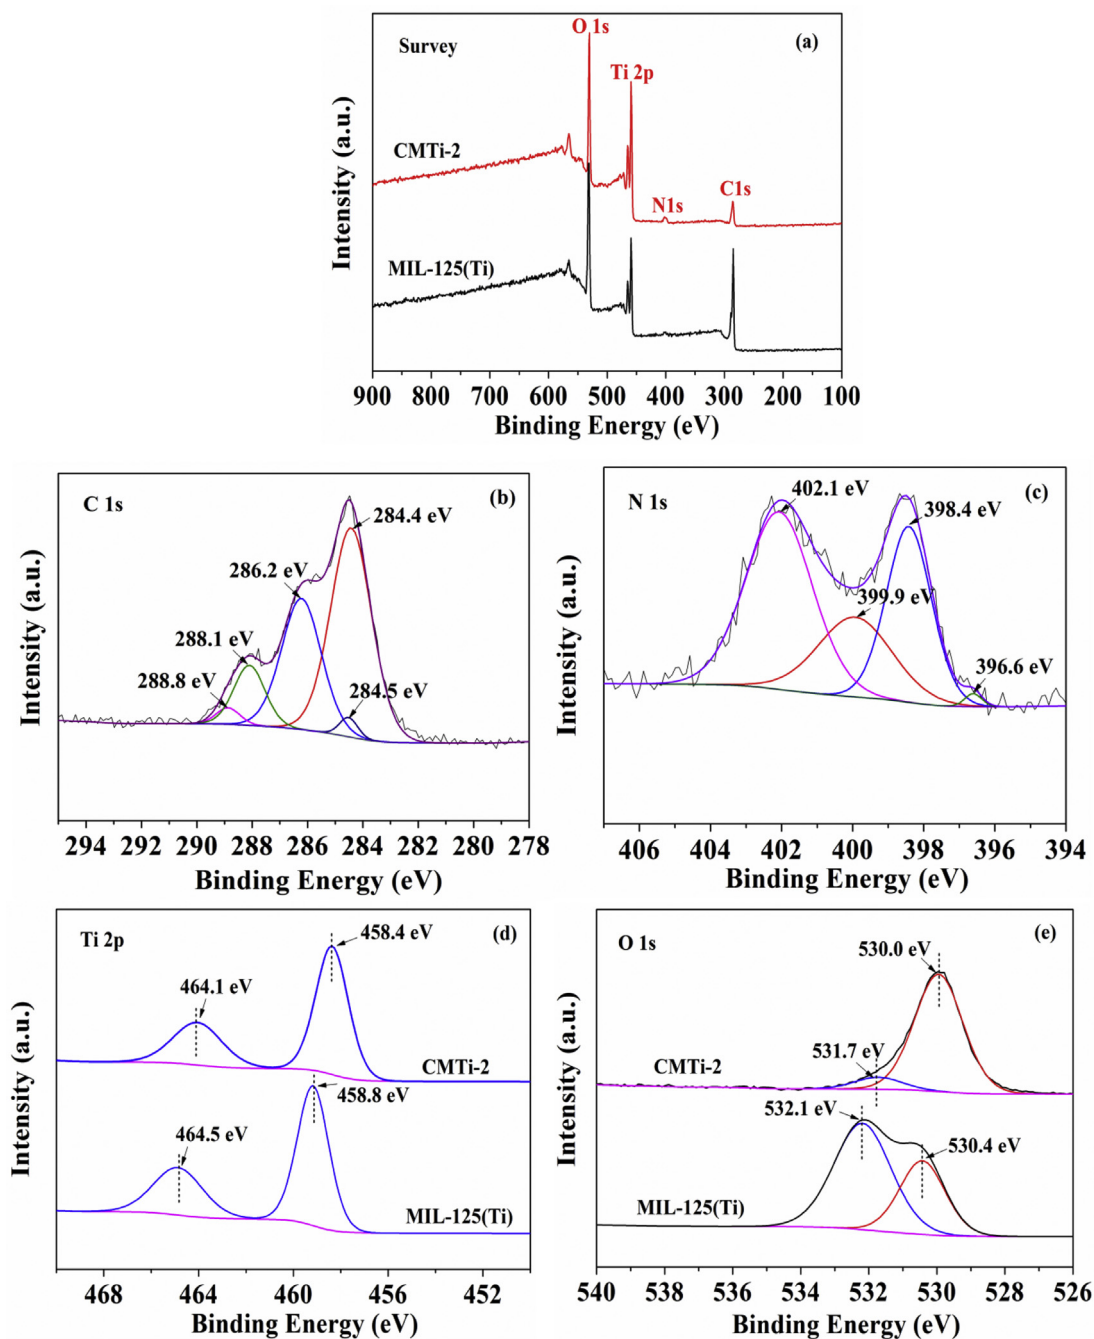 O 1s
(a)
Survey
Ti 2p
CMTi-2
C1s
N1s
MIL-125(Ti)
Intensity (a.u.)
900 800 700 600 500 400 300 200 100
Binding Energy (eV)
C 1s
(b)
284.4 eV
286.2 eV
288.1 eV
288.8 eV
284.5 eV
Intensity (a.u.)
294 292 290 288 286 284 282 280 278
Binding Energy (eV)
402.1 eV
(c)
N 1s
398.4 eV
399.9 eV
396.6 eV
Intensity (a.u.)
406 404 402 400 398 396 394
Binding Energy (eV)
Ti 2p
458.4 eV
(d)
464.1 eV
CMTi-2
458.8 eV
464.5 eV
MIL-125(Ti)
Intensity (a.u.)
468 464 460 456 452
Binding Energy (eV)
O 1s
530.0 eV
(e)
531.7 eV
CMTi-2
532.1 eV
530.4 eV
MIL-125(Ti)
Intensity (a.u.)
540 538 536 534 532 530 528 526
Binding Energy (eV)